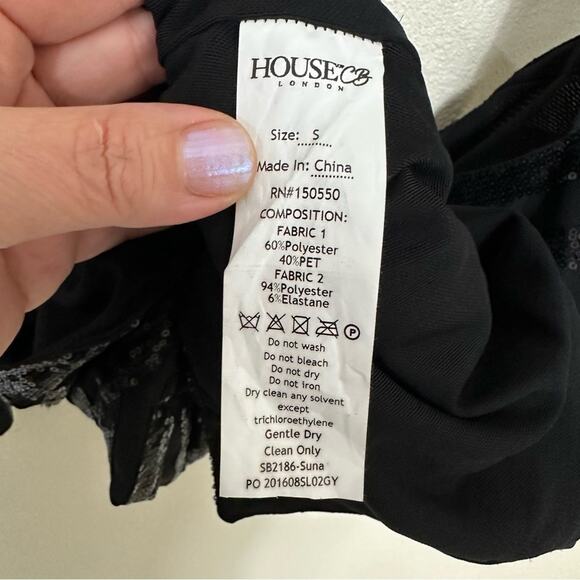 HOUSE OF CB
LONDON
Size: S
Made In: China
RN#150550
COMPOSITION:
FABRIC 1
60%Polyester
40%PET
FABRIC 2
94%Polyester
6%Elastane
P
Do not wash
Do not bleach
Do not dry
Do not iron
Dry clean any solvent
except
trichloroethylene
Gentle Dry
Clean Only
SB2186-Suna
PO 201608SL02GY